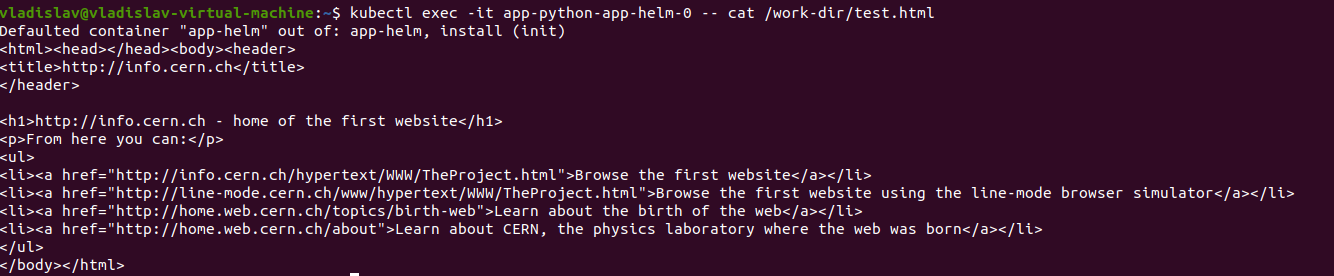 vladislav@vladislav-virtual-machine:~$ kubectl exec -it app-python-app-helm-0 -- cat /work-dir/test.html
Defaulted container "app-helm" out of: app-helm, install (init)
<html><head></head><body><header>
<title>http://info.cern.ch</title>
</header>

<h1>http://info.cern.ch - home of the first website</h1>
<p>From here you can:</p>
<ul>
<li><a href="http://info.cern.ch/hypertext/WWW/TheProject.html">Browse the first website</a></li>
<li><a href="http://line-mode.cern.ch/www/hypertext/WWW/TheProject.html">Browse the first website using the line-mode browser simulator</a></li>
<li><a href="http://home.web.cern.ch/topics/birth-web">Learn about the birth of the web</a></li>
<li><a href="http://home.web.cern.ch/about">Learn about CERN, the physics laboratory where the web was born</a></li>
</ul>
</body></html>